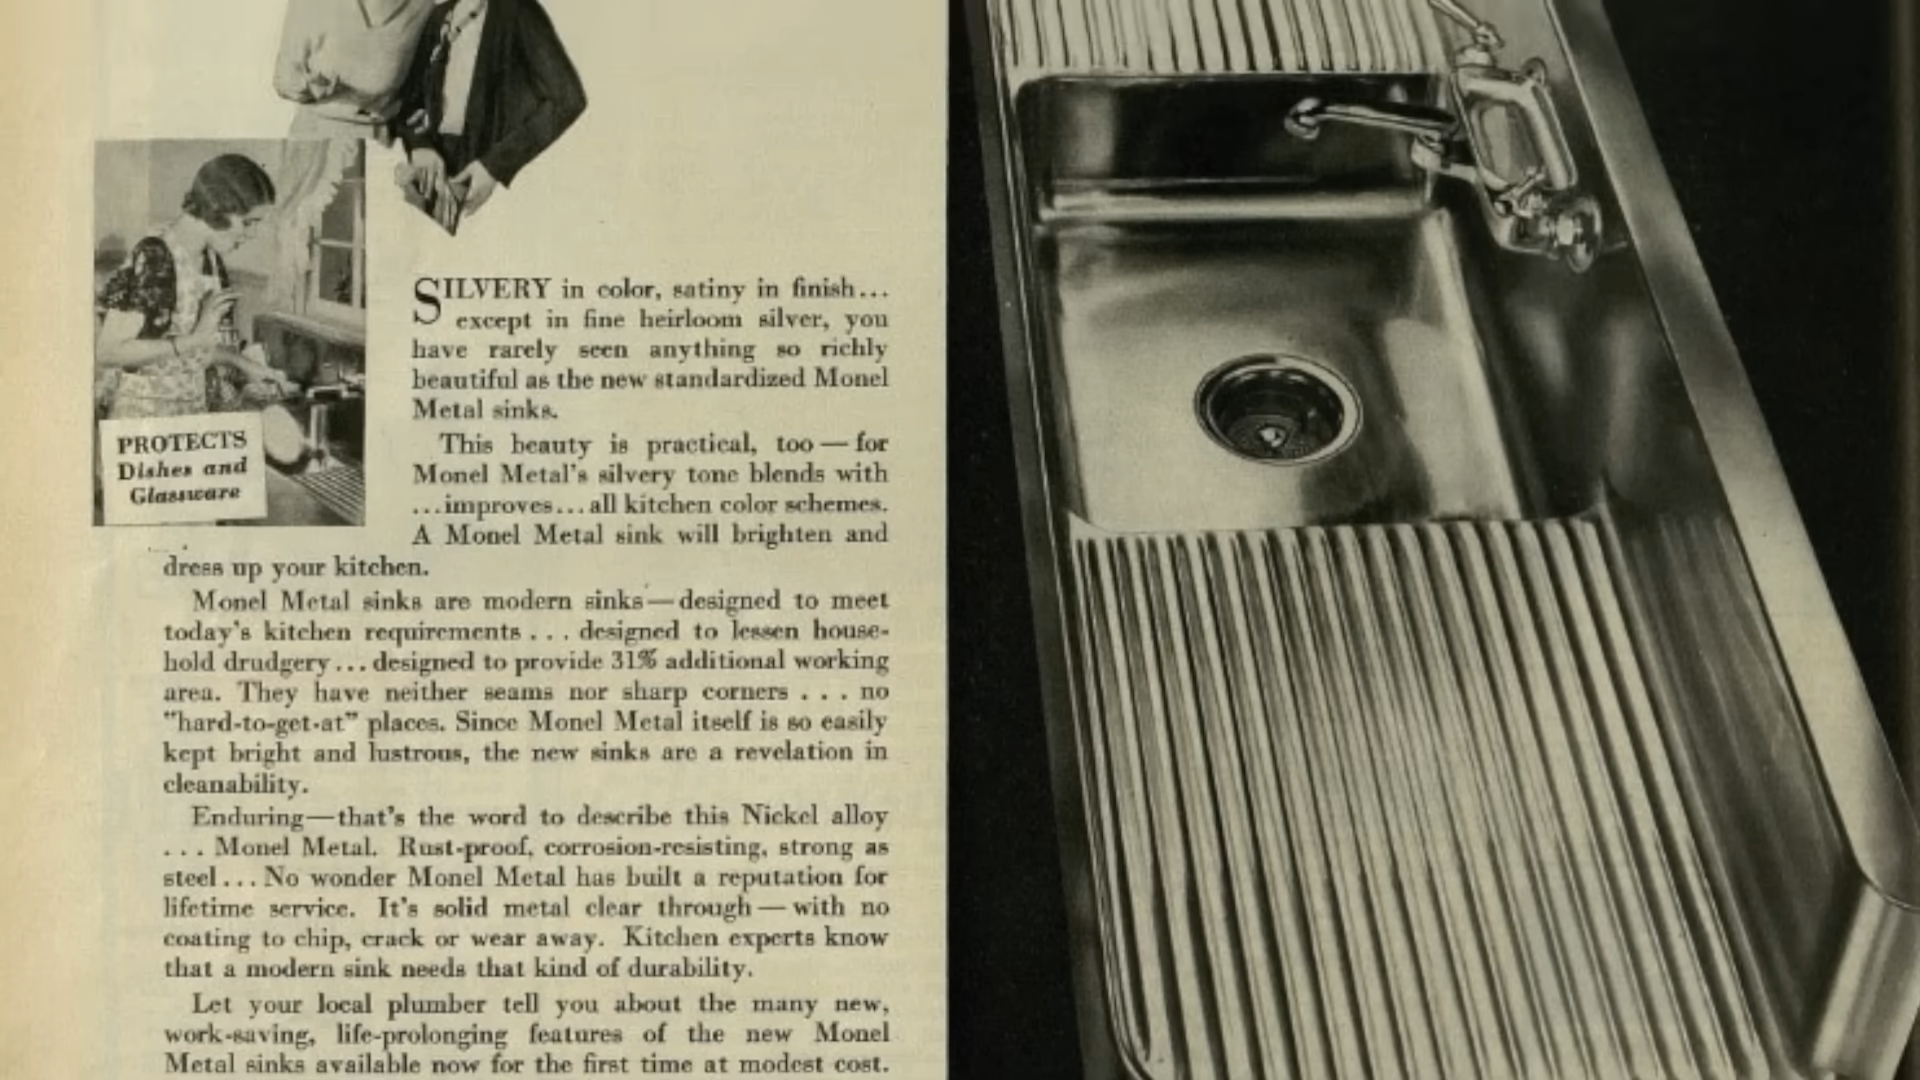 PROTECTS
Dishes and
Glassware
SILVERY in color, satiny in finish...
except in fine heirloom silver, you
have rarely seen anything so richly
beautiful as the new standardized Monel
Metal sinks.
This beauty is practical, too—for
Monel Metal's silvery tone blends with
...improves...all kitchen color schemes.
A Monel Metal sink will brighten and
dress up your kitchen.
Monel Metal sinks are modern sinks—designed to meet
today's kitchen requirements... designed to lessen house-
hold drudgery...designed to provide 31% additional working
area. They have neither seams nor sharp corners... no
"hard-to-get-at" places. Since Monel Metal itself is so easily
kept bright and lustrous, the new sinks are a revelation in
cleanability.
Enduring—that's the word to describe this Nickel alloy
... Monel Metal. Rust-proof, corrosion-resisting, strong as
steel... No wonder Monel Metal has built a reputation for
lifetime service. It's solid metal clear through—with no
coating to chip, crack or wear away. Kitchen experts know
that a modern sink needs that kind of durability.
Let your local plumber tell you about the many new,
work-saving, life-prolonging features of the new Monel
Metal sinks available now for the first time at modest cost.